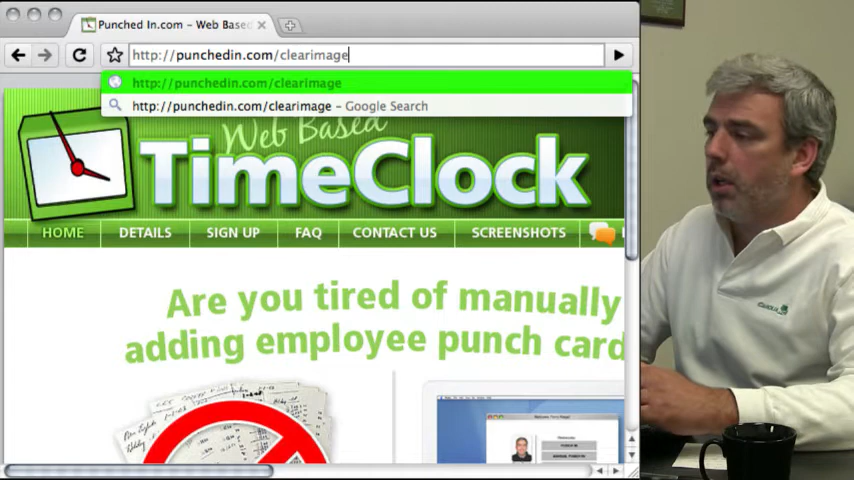 Punched In.com - Web Based
http://punchedin.com/clearimage
http://punchedin.com/clearimage
http://punchedin.com/clearimage - Google Search
Web Based
TimeClock
HOME DETAILS SIGN UP FAQ CONTACT US SCREENSHOTS
Are you tired of manually
adding employee punch card